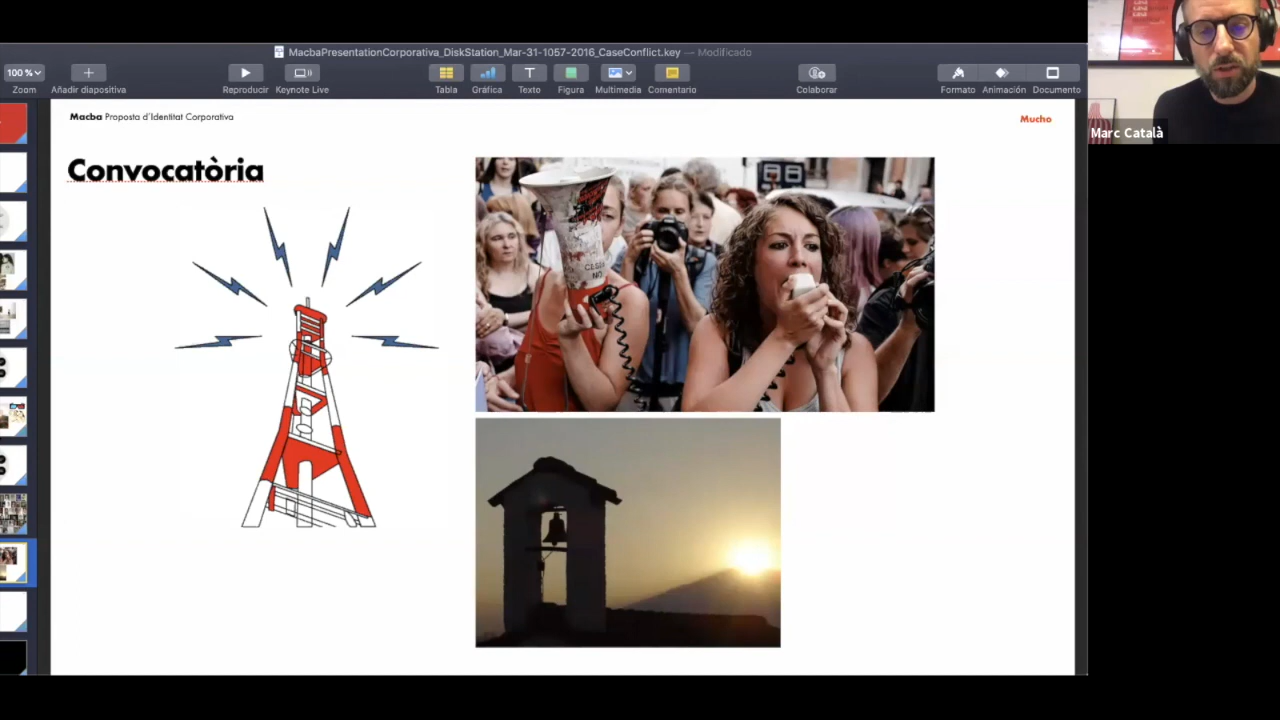 MacbaPresentationCorporativa_DiskStation_Mar-31-1057-2016_CaseConflict.key — Modificado
100 %
Zoom
Añadir diapositiva
Reproducir
Keynote Live
Tabla
Gráfica
Texto
Figura
Multimedia
Comentario
Colaborar
Formato
Animación
Documento
Marc Català
Macba Proposta d'Identitat Corporativa
Mucho
Convocatòria